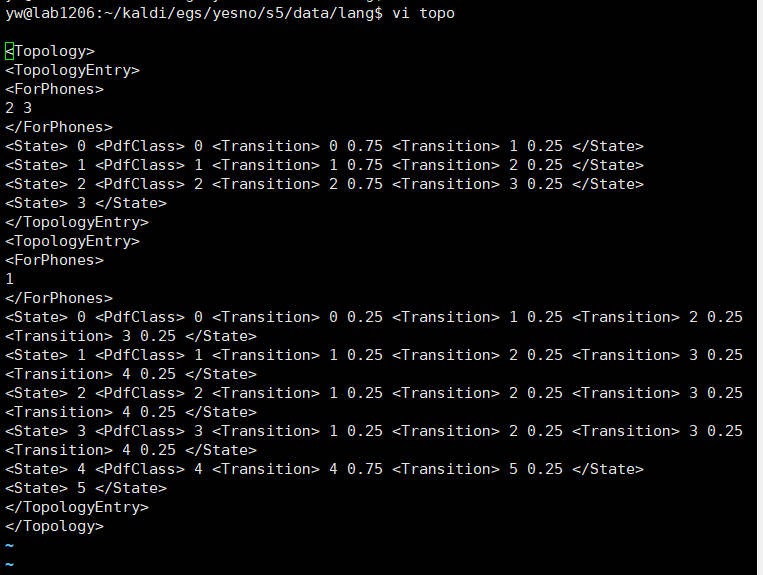 yw@lab1206:~/kaldi/egs/yesno/s5/data/lang$ vi topo
<Topology>
<TopologyEntry>
<ForPhones>
2 3
</ForPhones>
<State> 0 <PdfClass> 0 <Transition> 0 0.75 <Transition> 1 0.25 </State>
<State> 1 <PdfClass> 1 <Transition> 1 0.75 <Transition> 2 0.25 </State>
<State> 2 <PdfClass> 2 <Transition> 2 0.75 <Transition> 3 0.25 </State>
<State> 3 </State>
</TopologyEntry>
<TopologyEntry>
<ForPhones>
1
</ForPhones>
<State> 0 <PdfClass> 0 <Transition> 0 0.25 <Transition> 1 0.25 <Transition> 2 0.25
<Transition> 3 0.25 </State>
<State> 1 <PdfClass> 1 <Transition> 1 0.25 <Transition> 2 0.25 <Transition> 3 0.25
<Transition> 4 0.25 </State>
<State> 2 <PdfClass> 2 <Transition> 1 0.25 <Transition> 2 0.25 <Transition> 3 0.25
<Transition> 4 0.25 </State>
<State> 3 <PdfClass> 3 <Transition> 1 0.25 <Transition> 2 0.25 <Transition> 3 0.25
<Transition> 4 0.25 </State>
<State> 4 <PdfClass> 4 <Transition> 4 0.75 <Transition> 5 0.25 </State>
<State> 5 </State>
</TopologyEntry>
</Topology>
~
~